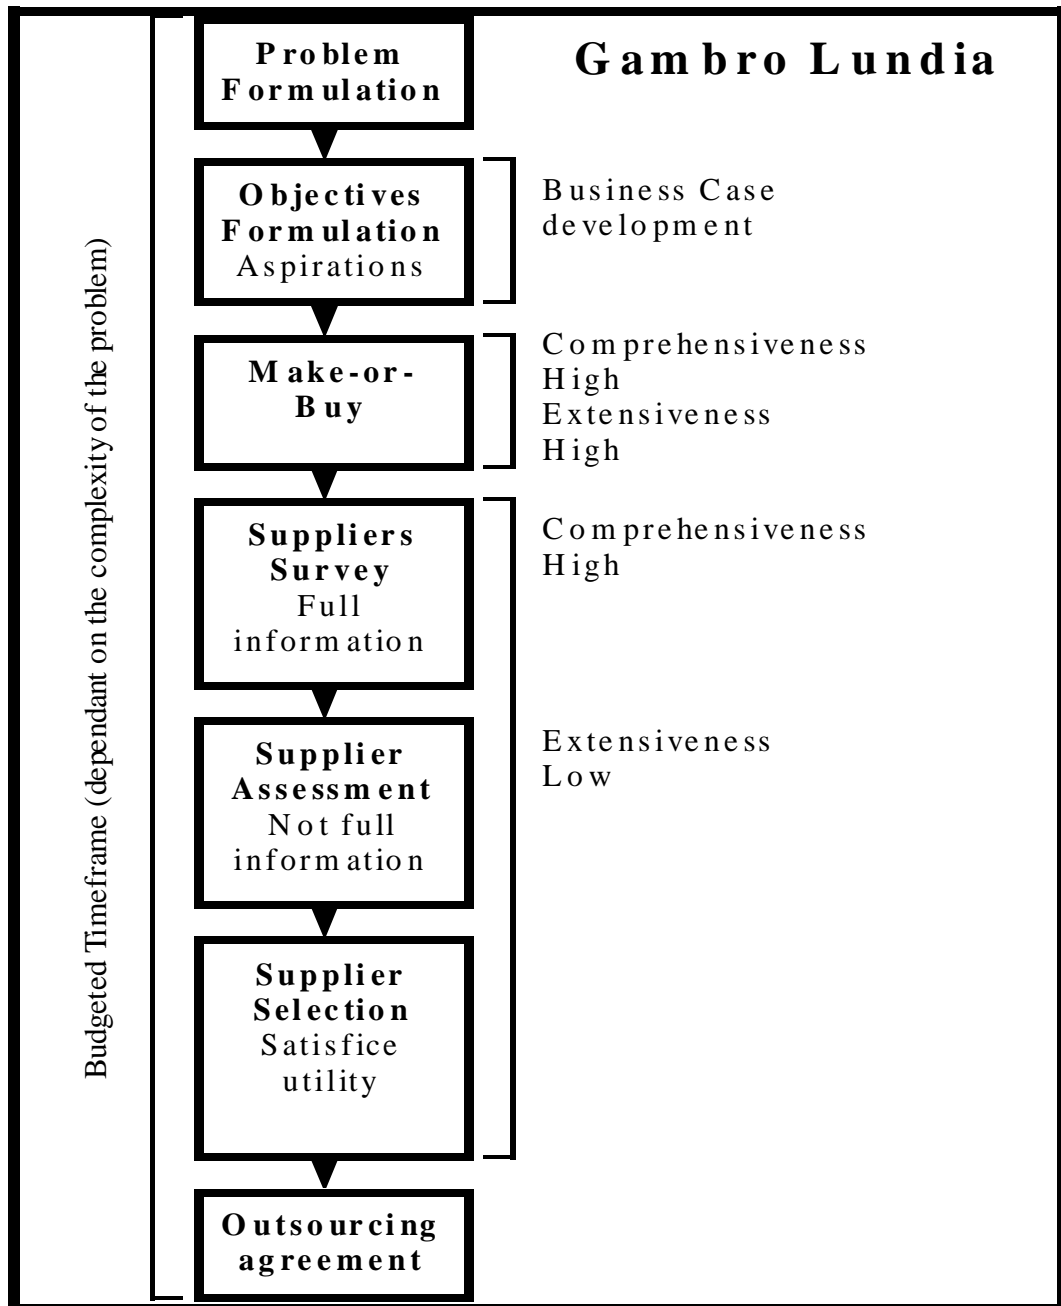 Problem
Formulation
Gambro Lundia
Objectives
Formulation
Aspirations
Business Case
development
Make-or-
Buy
Comprehensiveness
High
Extensiveness
High
Suppliers
Survey
Full
information
Comprehensiveness
High
Supplier
Assessment
Not full
information
Extensiveness
Low
Supplier
Selection
Satisfice
utility
Outsourcing
agreement
Budgeted Timeframe (dependant on the complexity of the problem)